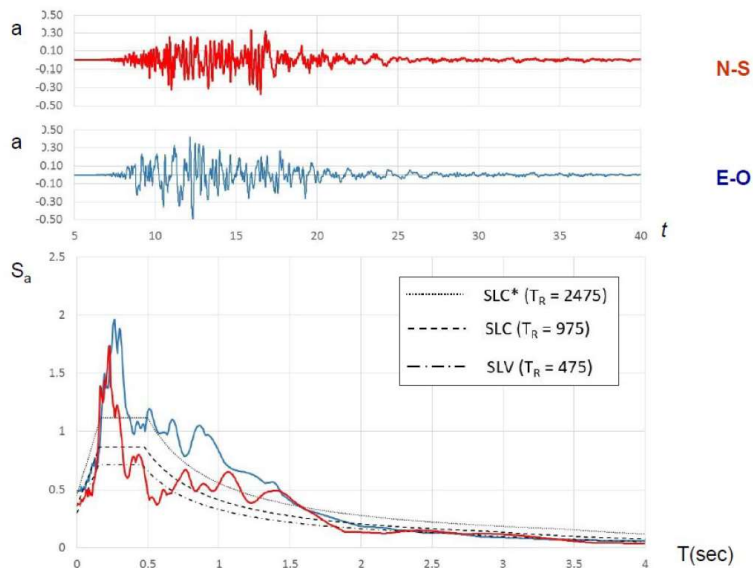 a
0.50
0.30
0.10
-0.10
-0.30
-0.50
N-S
a
0.50
0.30
0.10
-0.10
-0.30
-0.50
E-O
5 10 15 20 25 30 35 40
t
Sa
2.5
2
1.5
1
0.5
0
SLC* (TR = 2475)
SLC (TR = 975)
SLV (TR = 475)
0 0.5 1 1.5 2 2.5 3 3.5 4
T(sec)